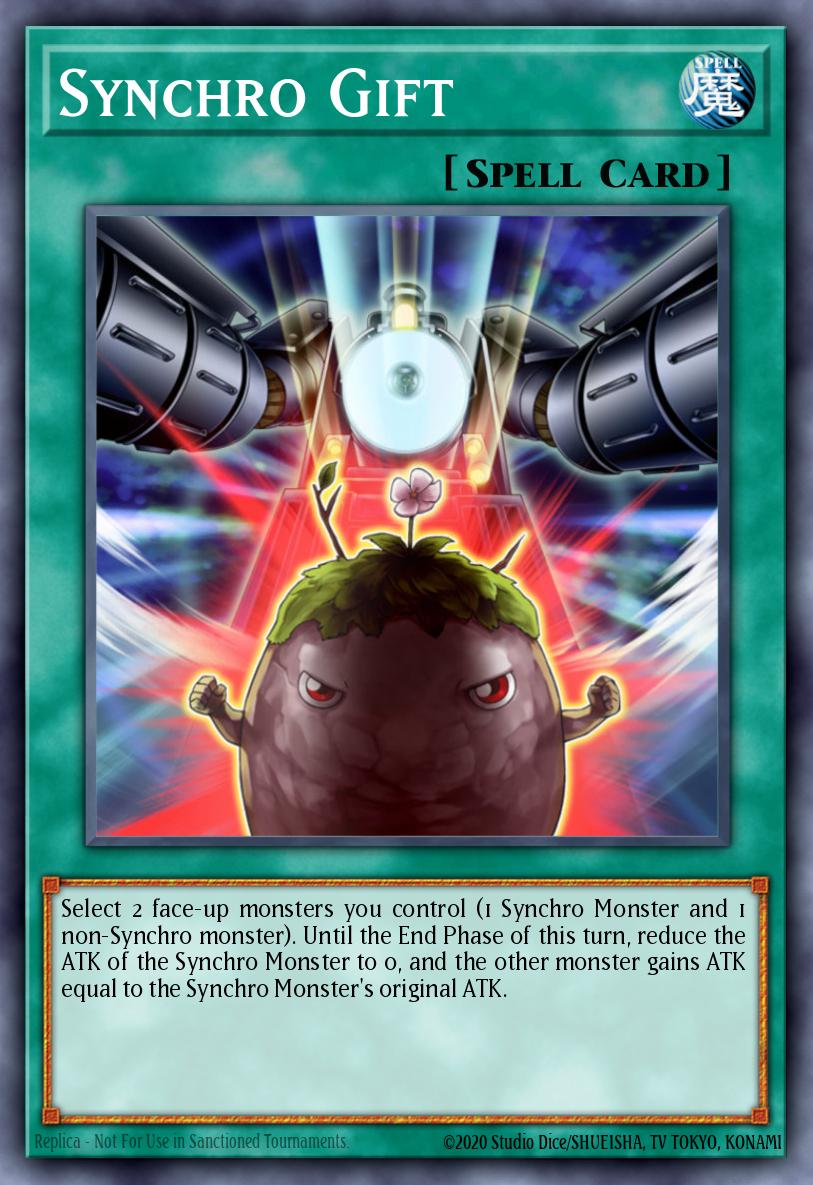 Synchro Gift
SPELL
魔
[ Spell Card ]
Select 2 face-up monsters you control (1 Synchro Monster and 1
non-Synchro monster). Until the End Phase of this turn, reduce the
ATK of the Synchro Monster to 0, and the other monster gains ATK
equal to the Synchro Monster's original ATK.
Replica - Not For Use in Sanctioned Tournaments.
©2020 Studio Dice/SHUEISHA, TV TOKYO, KONAMI